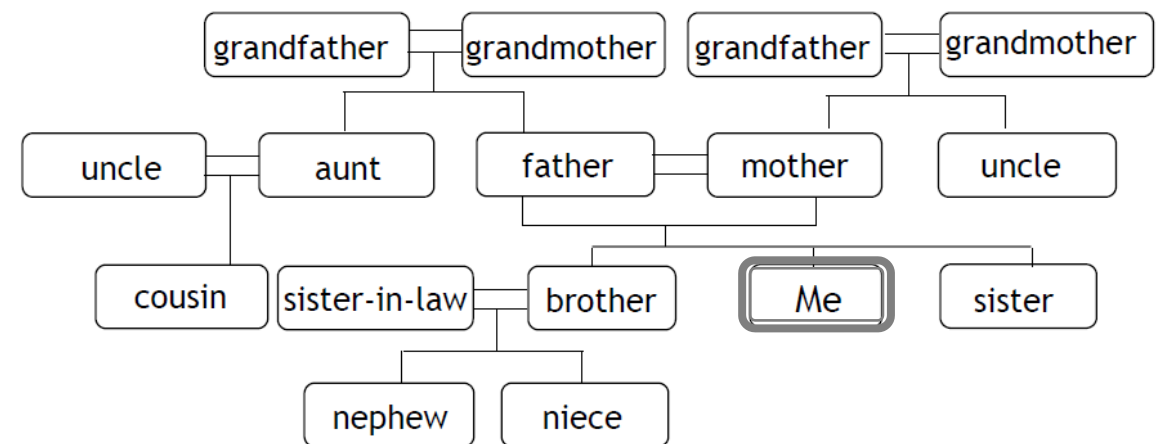 grandfather grandmother grandfather grandmother
uncle aunt father mother uncle
cousin sister-in-law brother Me sister
nephew niece